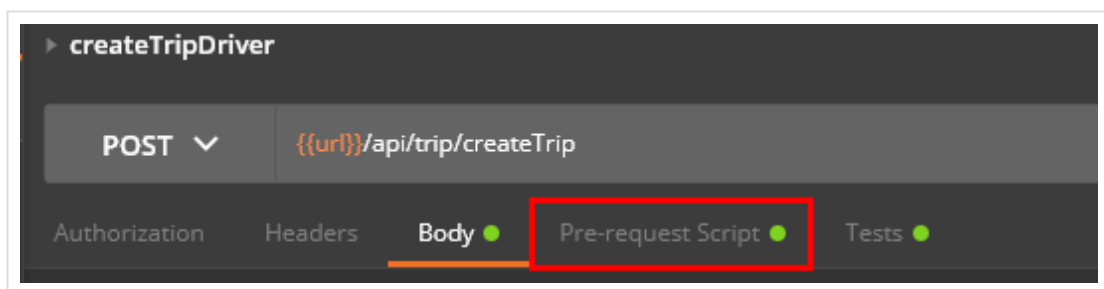 createTripDriver
POST {{url}}/api/trip/createTrip
Authorization Headers Body Pre-request Script Tests